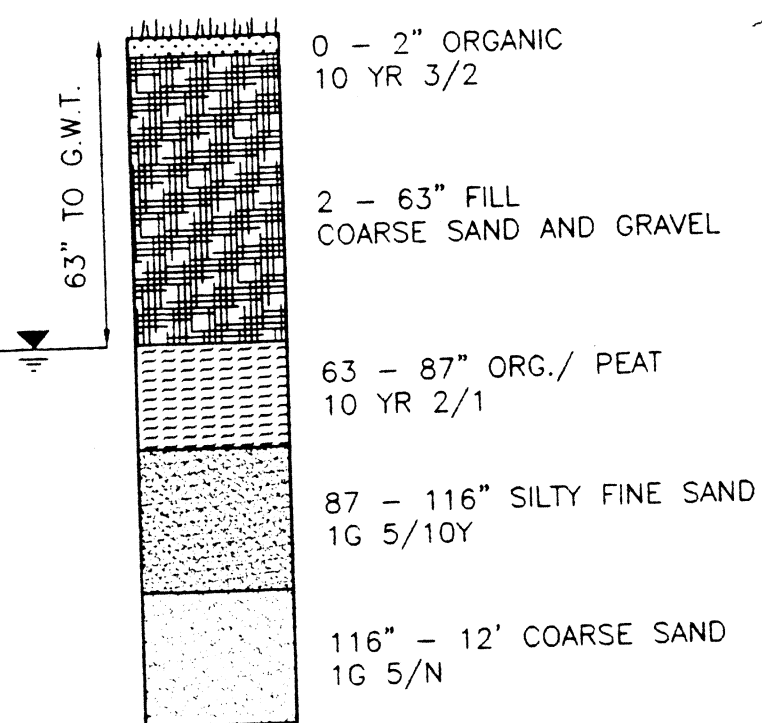 0 – 2" ORGANIC
10 YR 3/2
63" TO G.W.T.
2 – 63" FILL
COARSE SAND AND GRAVEL
63 – 87" ORG./ PEAT
10 YR 2/1
87 – 116" SILTY FINE SAND
1G 5/10Y
116" – 12' COARSE SAND
1G 5/N